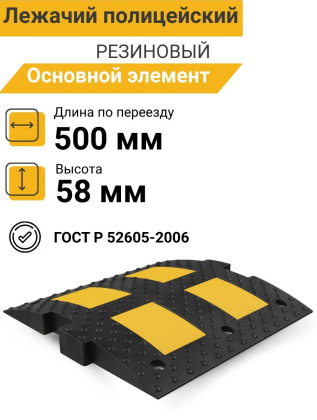 Лежачий полицейский
РЕЗИНОВЫЙ
Основной элемент
Длина по переезду
500 мм
Высота
58 мм
ГОСТ Р 52605-2006